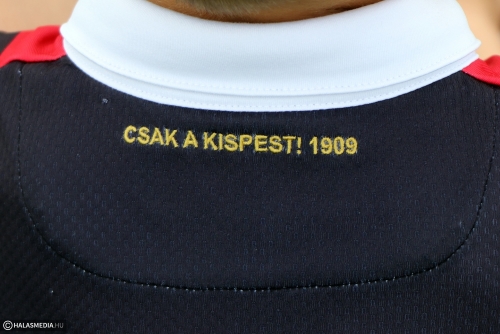 CSAK A KISPEST! 1909
© HALASMEDIA.HU